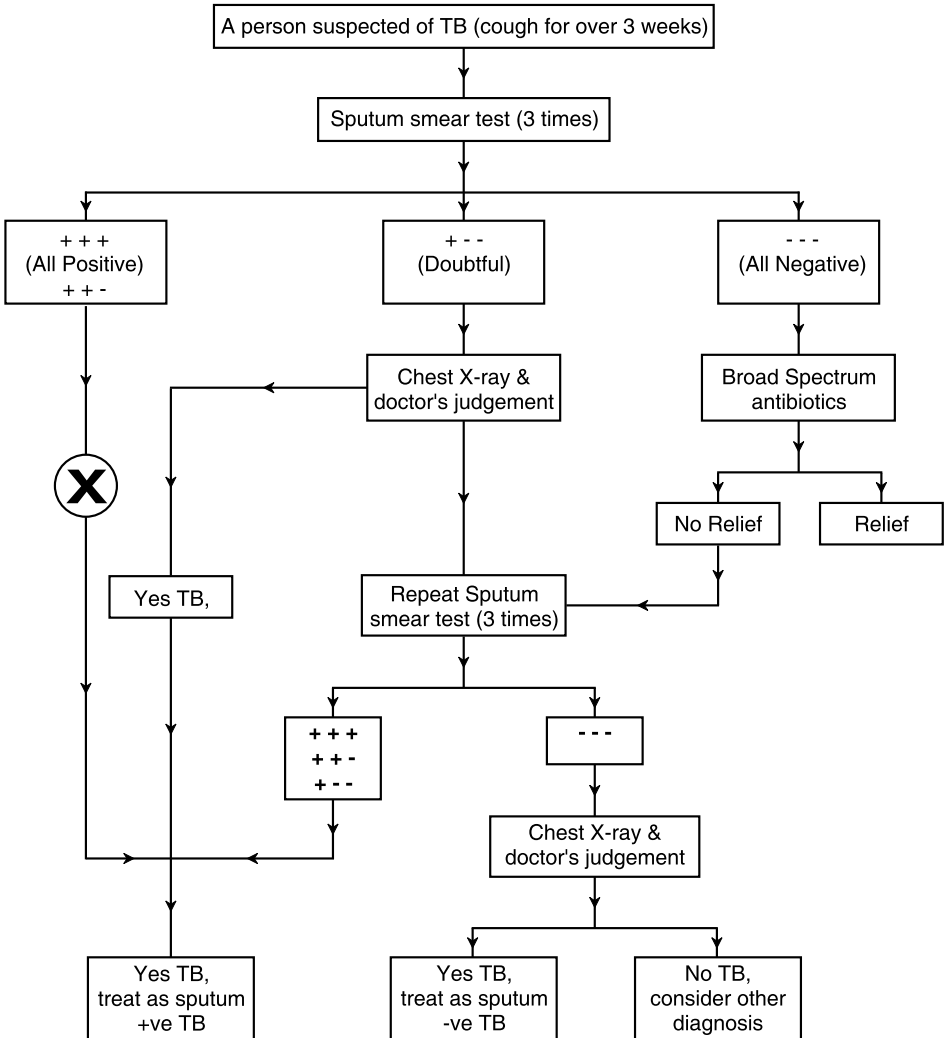 A person suspected of TB (cough for over 3 weeks)
Sputum smear test (3 times)
+ + +
(All Positive)
+ + -
+ - -
(Doubtful)
- - -
(All Negative)
Chest X-ray &
doctor's judgement
Broad Spectrum
antibiotics
X
No Relief
Relief
Yes TB,
Repeat Sputum
smear test (3 times)
+ + +
+ + -
+ - -
- - -
Chest X-ray &
doctor's judgement
Yes TB,
treat as sputum
+ve TB
Yes TB,
treat as sputum
-ve TB
No TB,
consider other
diagnosis